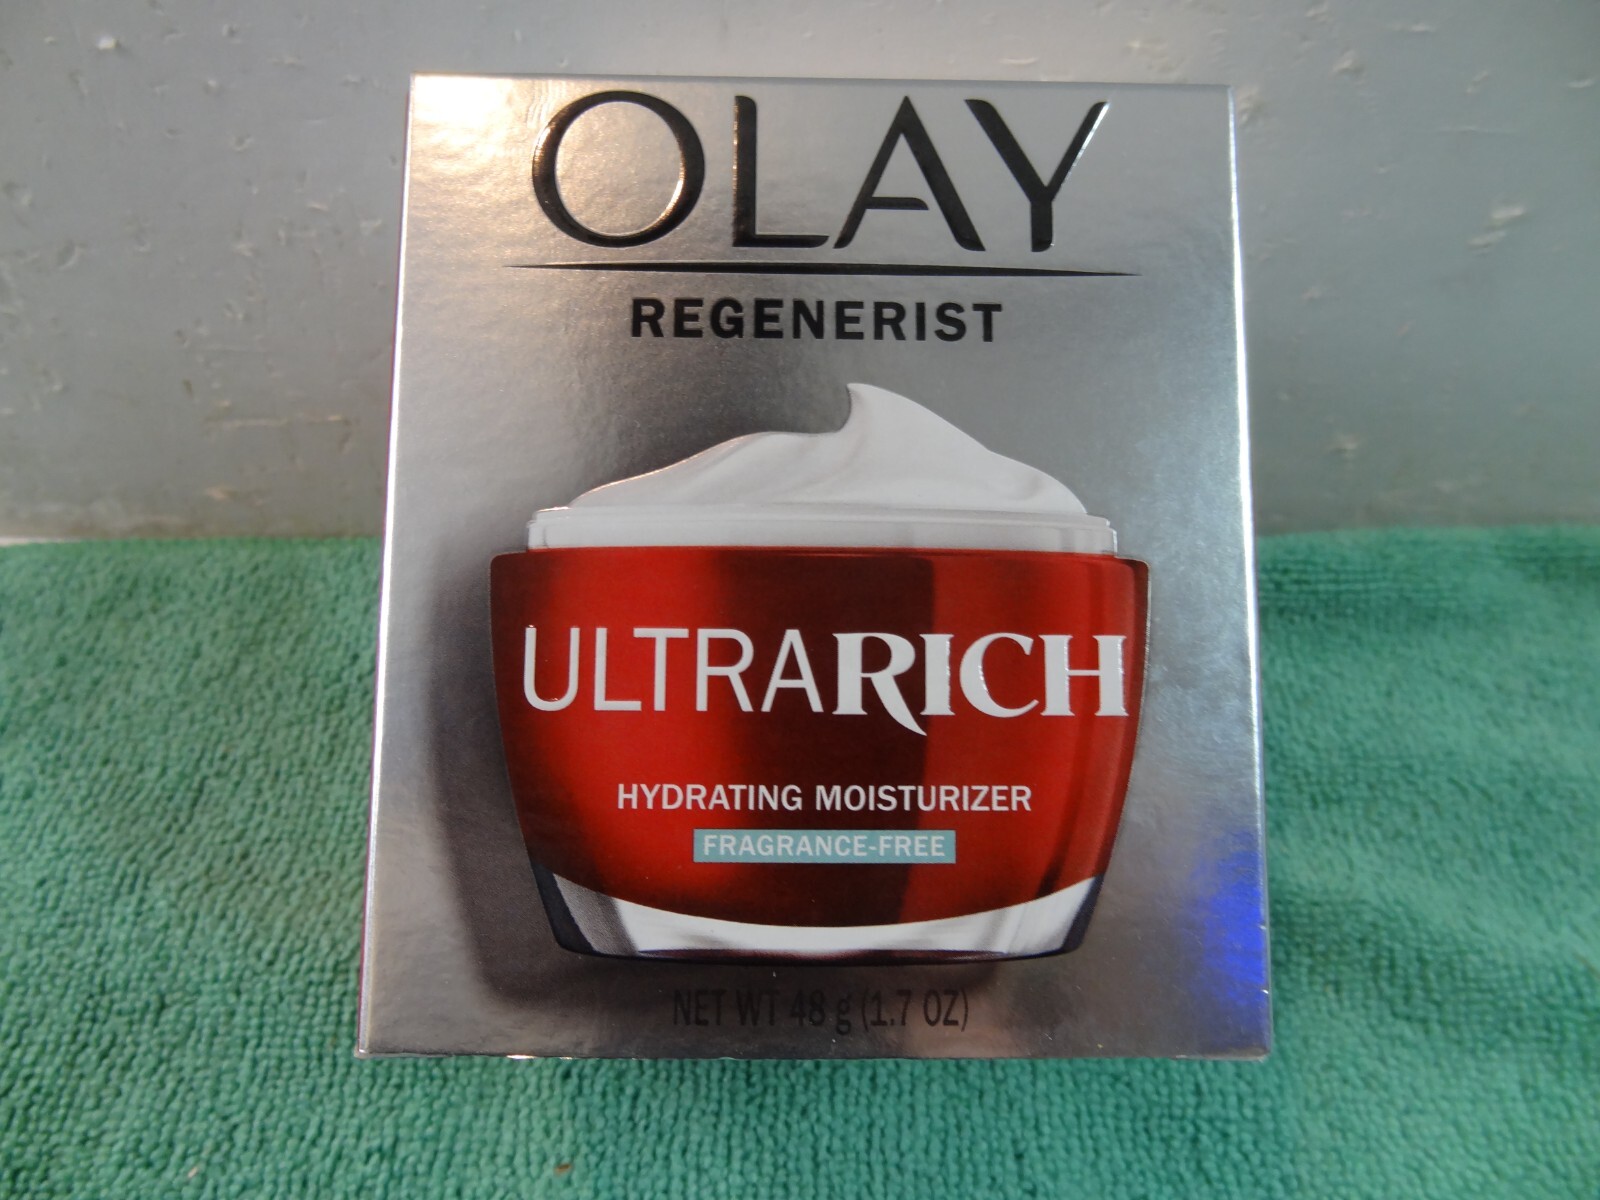 OLAY
REGENERIST
ULTRARICH
HYDRATING MOISTURIZER
FRAGRANCE-FREE
NET WT 48 g (1.7 OZ)